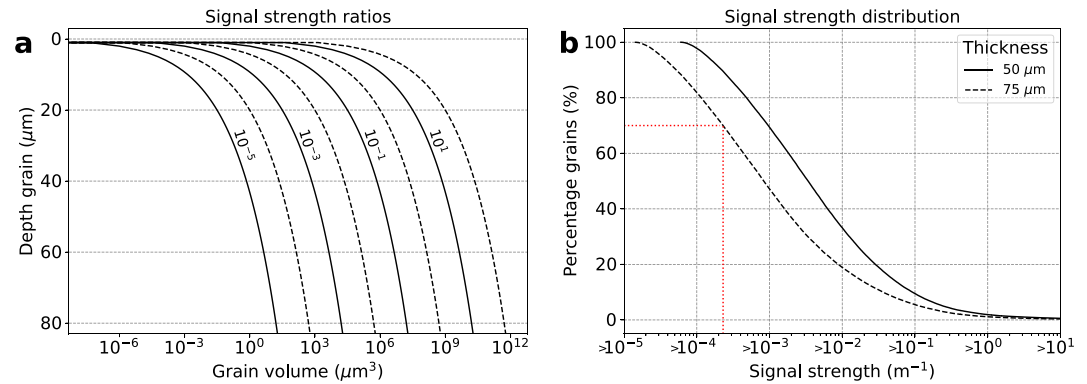 Signal strength ratios
a
Depth grain (μm)
0
20
40
60
80
10⁻⁵
10⁻³
10⁻¹
10¹
10⁻⁶
10⁻³
10⁰
10³
10⁶
10⁹
10¹²
Grain volume (μm³)
Signal strength distribution
b
Percentage grains (%)
100
80
60
40
20
0
Thickness
50 μm
75 μm
>10⁻⁵
>10⁻⁴
>10⁻³
>10⁻²
>10⁻¹
>10⁰
>10¹
Signal strength (m⁻¹)